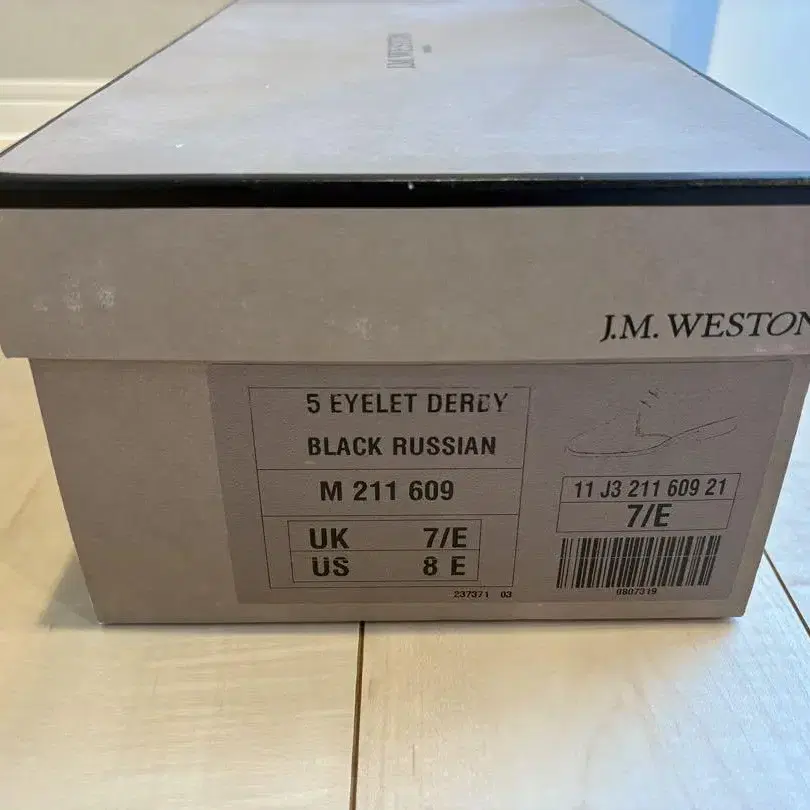 J.M. WESTON
J.M. WESTON
5 EYELET DERBY
BLACK RUSSIAN
M 211 609
UK 7/E
US 8 E
237371 03
11 J3 211 609 21
7/E
0807319